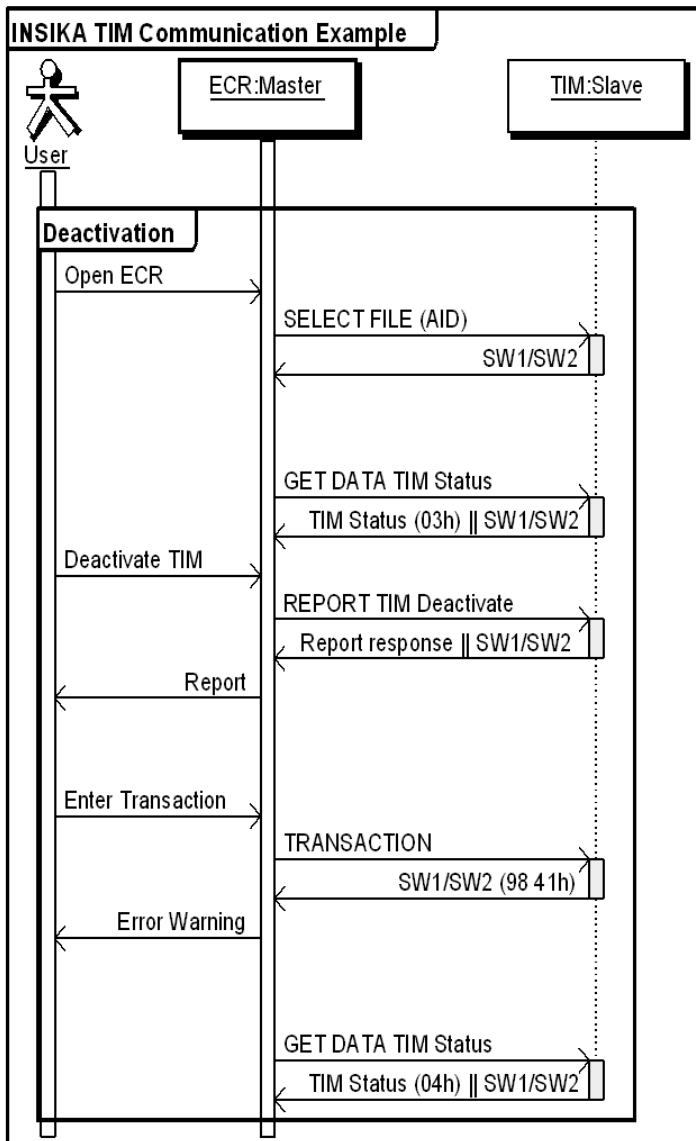 INSIKA TIM Communication Example
ECR:Master
TIM:Slave
User
Deactivation
Open ECR
SELECT FILE (AID)
SW1/SW2
GET DATA TIM Status
TIM Status (03h) || SW1/SW2
Deactivate TIM
REPORT TIM Deactivate
Report response || SW1/SW2
Report
Enter Transaction
TRANSACTION
SW1/SW2 (98 41h)
Error Warning
GET DATA TIM Status
TIM Status (04h) || SW1/SW2